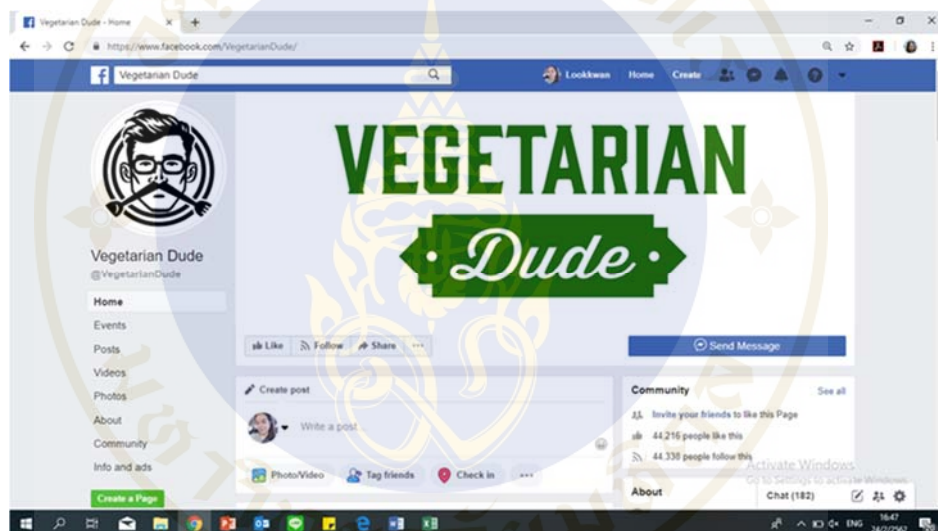 Vegetarian Dude - Home
https://www.facebook.com/VegetarianDude/
Vegetarian Dude
Lookkwan
Home
Create
VEGETARIAN
Dude
Vegetarian Dude
@VegetarianDude
Home
Events
Posts
Videos
Photos
About
Community
Info and ads
Create a Page
Like
Follow
Share
Send Message
Create post
Write a post...
Photo/Video
Tag friends
Check in
Community
See all
Invite your friends to like this Page
44,216 people like this
44,338 people follow this
About
Activate Windows
Go to Settings to activate Windows.
Chat (182)
ENG
16:47
24/2/2562